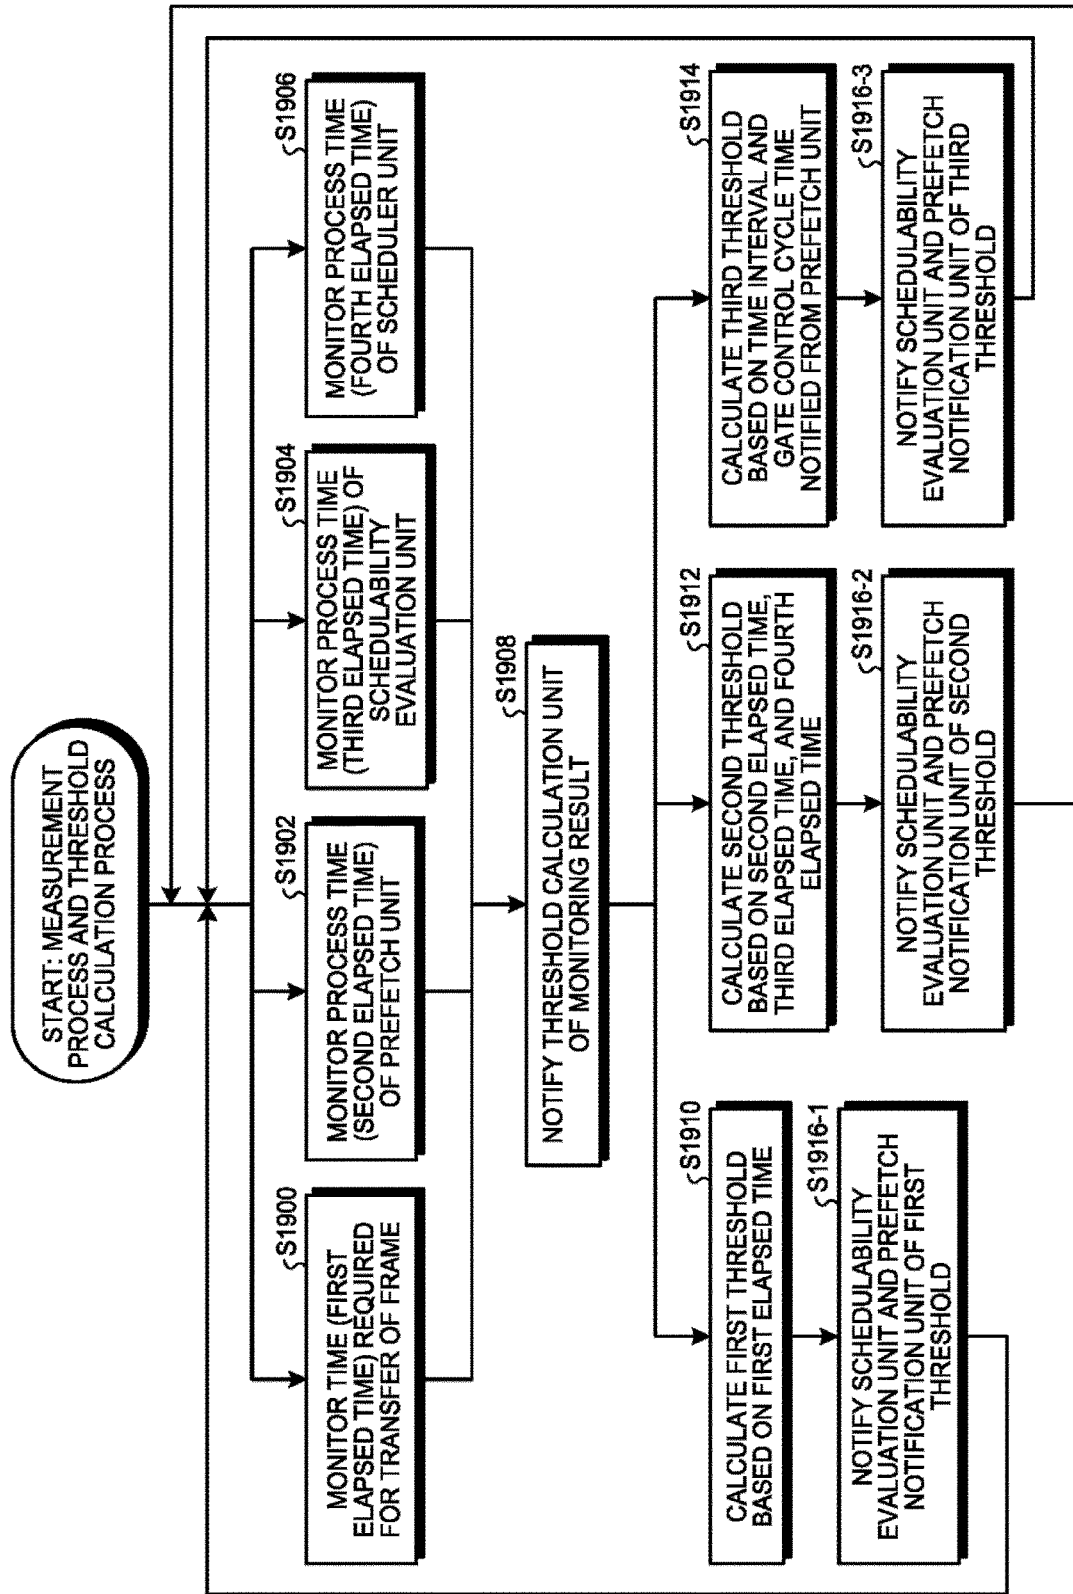 START: MEASUREMENT
PROCESS AND THRESHOLD
CALCULATION PROCESS
S1900
MONITOR TIME (FIRST
ELAPSED TIME) REQUIRED
FOR TRANSFER OF FRAME
S1902
MONITOR PROCESS TIME
(SECOND ELAPSED TIME)
OF PREFETCH UNIT
S1904
MONITOR PROCESS TIME
(THIRD ELAPSED TIME) OF
SCHEDULABILITY
EVALUATION UNIT
S1906
MONITOR PROCESS TIME
(FOURTH ELAPSED TIME)
OF SCHEDULER UNIT
S1908
NOTIFY THRESHOLD CALCULATION UNIT
OF MONITORING RESULT
S1910
CALCULATE FIRST THRESHOLD
BASED ON FIRST ELAPSED TIME
S1912
CALCULATE SECOND THRESHOLD
BASED ON SECOND ELAPSED TIME,
THIRD ELAPSED TIME, AND FOURTH
ELAPSED TIME
S1914
CALCULATE THIRD THRESHOLD
BASED ON TIME INTERVAL AND
GATE CONTROL CYCLE TIME
NOTIFIED FROM PREFETCH UNIT
S1916-1
NOTIFY SCHEDULABILITY
EVALUATION UNIT AND PREFETCH
NOTIFICATION UNIT OF FIRST
THRESHOLD
S1916-2
NOTIFY SCHEDULABILITY
EVALUATION UNIT AND PREFETCH
NOTIFICATION UNIT OF SECOND
THRESHOLD
S1916-3
NOTIFY SCHEDULABILITY
EVALUATION UNIT AND PREFETCH
NOTIFICATION UNIT OF THIRD
THRESHOLD